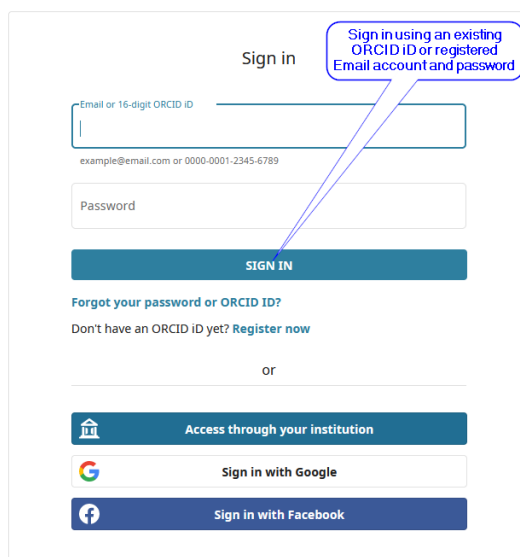 Sign in
Sign in using an existing
ORCID iD or registered
Email account and password
Email or 16-digit ORCID iD
example@email.com or 0000-0001-2345-6789
Password
SIGN IN
Forgot your password or ORCID ID?
Don't have an ORCID iD yet? Register now
or
Access through your institution
Sign in with Google
Sign in with Facebook